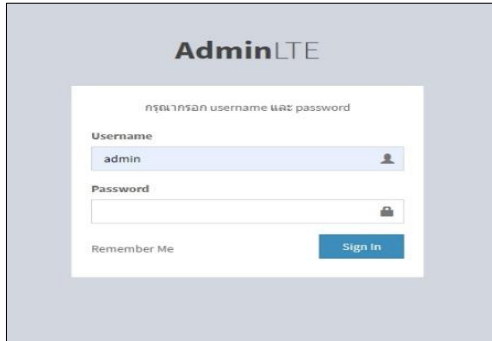 AdminLTE
กรุณากรอก username และ password
Username
admin
Password
Remember Me
Sign In